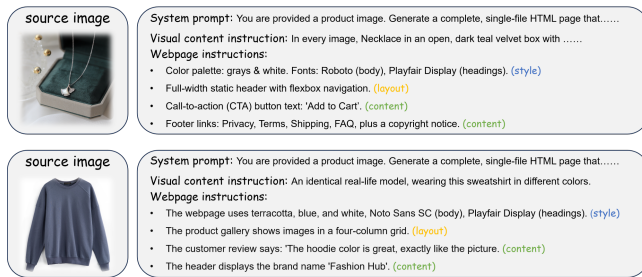 source image
System prompt: You are provided a product image. Generate a complete, single-file HTML page that……
Visual content instruction: In every image, Necklace in an open, dark teal velvet box with ……
Webpage instructions:
• Color palette: grays & white. Fonts: Roboto (body), Playfair Display (headings). (style)
• Full-width static header with flexbox navigation. (layout)
• Call-to-action (CTA) button text: 'Add to Cart'. (content)
• Footer links: Privacy, Terms, Shipping, FAQ, plus a copyright notice. (content)
source image
System prompt: You are provided a product image. Generate a complete, single-file HTML page that……
Visual content instruction: An identical real-life model, wearing this sweatshirt in different colors.
Webpage instructions:
• The webpage uses terracotta, blue, and white, Noto Sans SC (body), Playfair Display (headings). (style)
• The product gallery shows images in a four-column grid. (layout)
• The customer review says: 'The hoodie color is great, exactly like the picture. (content)
• The header displays the brand name 'Fashion Hub'. (content)